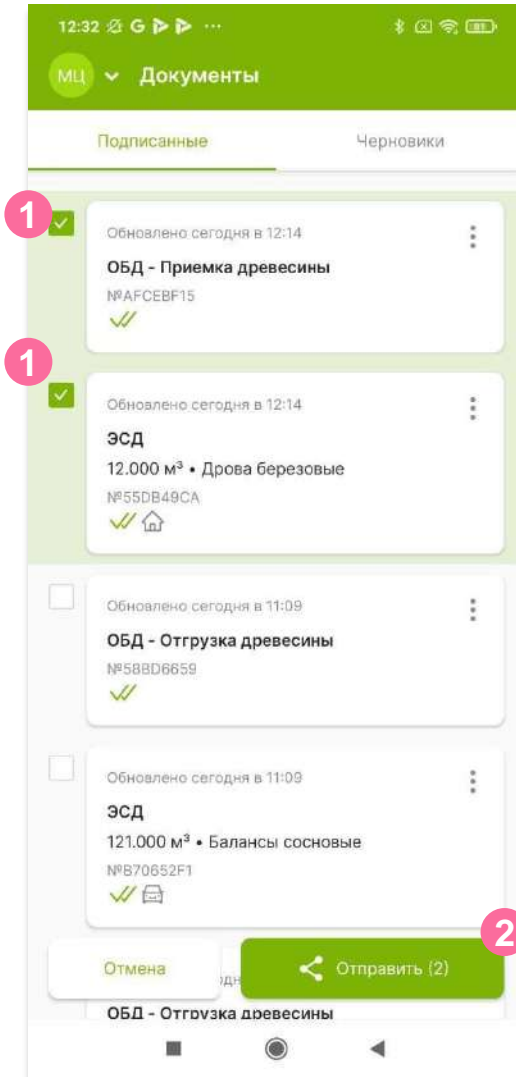 12:32 G ...
МЦ Документы
Подписанные Черновики
1
Обновлено сегодня в 12:14
ОБД - Приемка древесины
№AFCEBF15
1
Обновлено сегодня в 12:14
ЭСД
12.000 м³ • Дрова березовые
№55DB49CA
Обновлено сегодня в 11:09
ОБД - Отгрузка древесины
№58BD6659
Обновлено сегодня в 11:09
ЭСД
121.000 м³ • Балансы сосновые
№B70652F1
2
Отмена Отправить (2)
ОБД - Отгрузка древесины